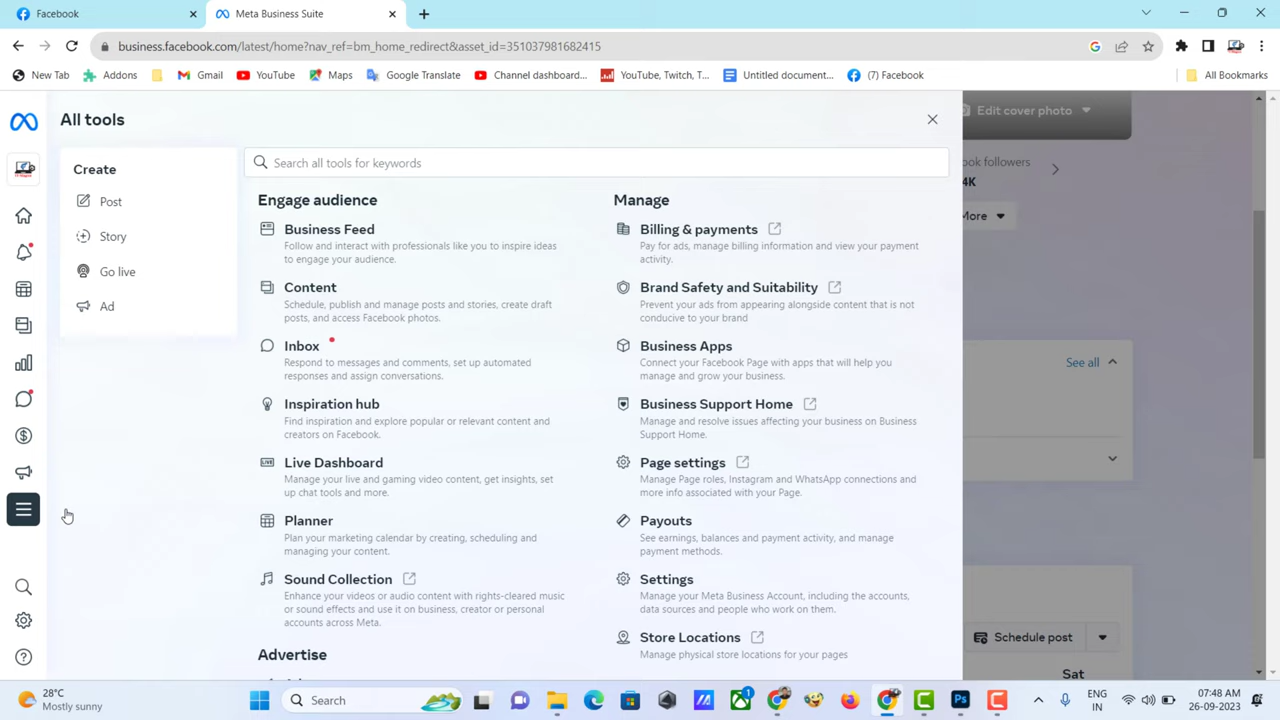 Facebook
Meta Business Suite
business.facebook.com/latest/home?nav_ref=bm_home_redirect&asset_id=351037981682415
New Tab
Addons
Gmail
YouTube
Maps
Google Translate
Channel dashboard...
YouTube, Twitch, T...
Untitled document...
(7) Facebook
All Bookmarks
All tools
Edit cover photo
Create
Search all tools for keywords
ook followers
4K
Post
Story
Go live
Ad
More
Engage audience
Business Feed
Follow and interact with professionals like you to inspire ideas
to engage your audience.
Content
Schedule, publish and manage posts and stories, create draft
posts, and access Facebook photos.
Inbox
Respond to messages and comments, set up automated
responses and assign conversations.
Inspiration hub
Find inspiration and explore popular or relevant content and
creators on Facebook.
Live Dashboard
LIVE
Manage your live and gaming video content, get insights, set
up chat tools and more.
Planner
Plan your marketing calendar by creating, scheduling and
managing your content.
Sound Collection
Enhance your videos or audio content with rights-cleared music
or sound effects and use it on business, creator or personal
accounts across Meta.
Advertise
Manage
Billing & payments
Pay for ads, manage billing information and view your payment
activity.
Brand Safety and Suitability
Prevent your ads from appearing alongside content that is not
conducive to your brand
Business Apps
Connect your Facebook Page with apps that will help you
manage and grow your business.
Business Support Home
Manage and resolve issues affecting your business on Business
Support Home.
Page settings
Manage Page roles, Instagram and WhatsApp connections and
more info associated with your Page.
Payouts
See earnings, balances and payment activity, and manage
payment methods.
Settings
Manage your Meta Business Account, including the accounts,
data sources and people who work on them.
Store Locations
Manage physical store locations for your pages
See all
Schedule post
Sat
28°C
Mostly sunny
Search
1
ENG
IN
07:48 AM
26-09-2023